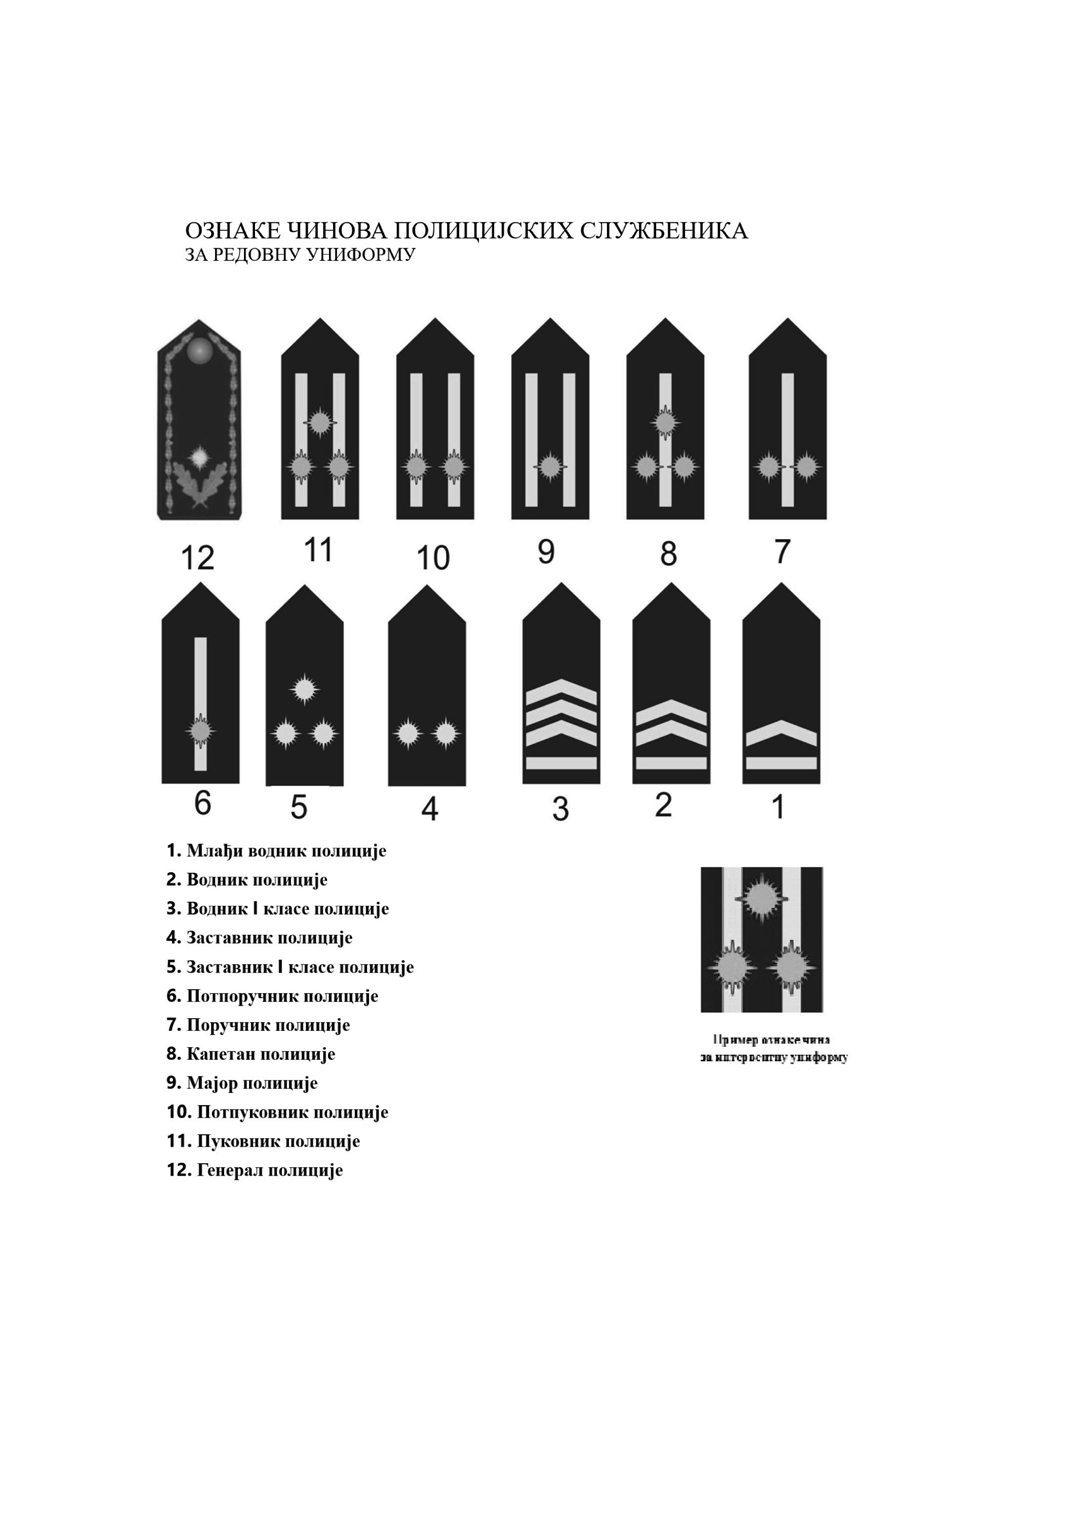 ОЗНАКЕ ЧИНОВА ПОЛИЦИЈСКИХ СЛУЖБЕНИКА
ЗА РЕДОВНУ УНИФОРМУ
12 11 10 9 8 7
6 5 4 3 2 1
1. Млађи водник полиције
2. Водник полиције
3. Водник I класе полиције
4. Заставник полиције
5. Заставник I класе полиције
6. Потпоручник полиције
7. Поручник полиције
8. Капетан полиције
9. Мајор полиције
10. Потпуковник полиције
11. Пуковник полиције
12. Генерал полиције
Пример ознаке чина
за интервентну униформу